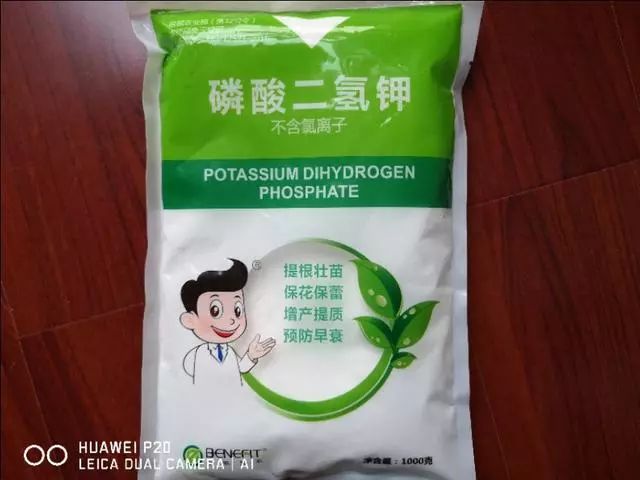 磷酸二氢钾
不含氯离子
POTASSIUM DIHYDROGEN
PHOSPHATE
提根壮苗
保花保蕾
增产提质
预防早衰
®
BENEFIT
净含量：1000克
HUAWEI P20
LEICA DUAL CAMERA | AI